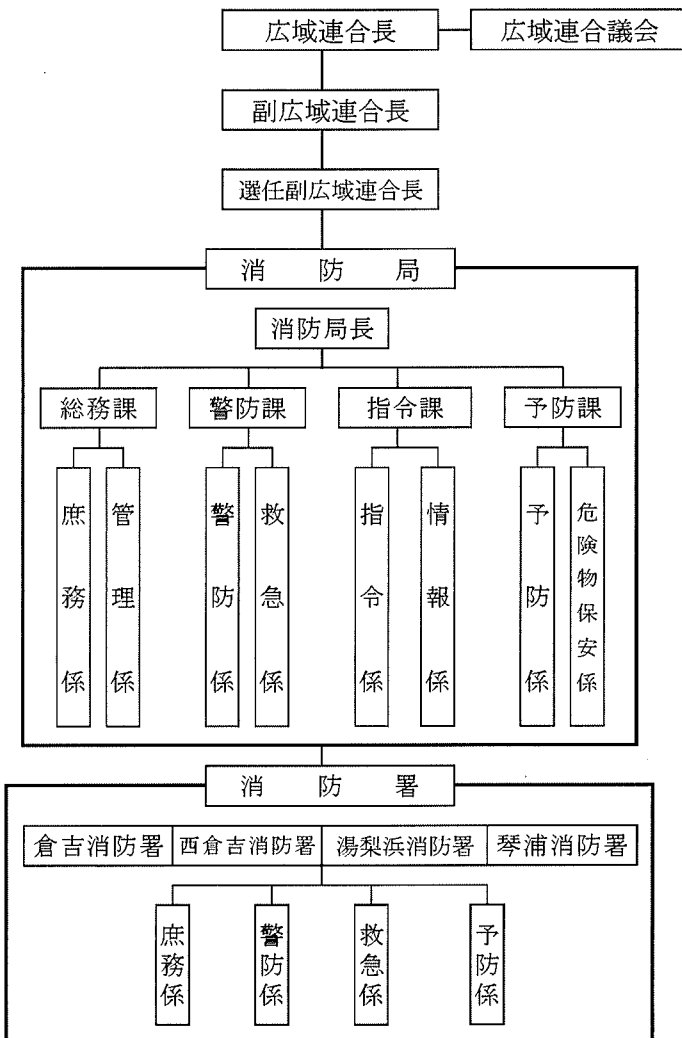 広域連合長
広域連合議会
副広域連合長
選任副広域連合長
消防局
消防局長
総務課
警防課
指令課
予防課
庶務係
管理係
警防係
救急係
指令係
情報係
予防係
危険物保安係
消防署
倉吉消防署
西倉吉消防署
湯梨浜消防署
琴浦消防署
庶務係
警防係
救急係
予防係